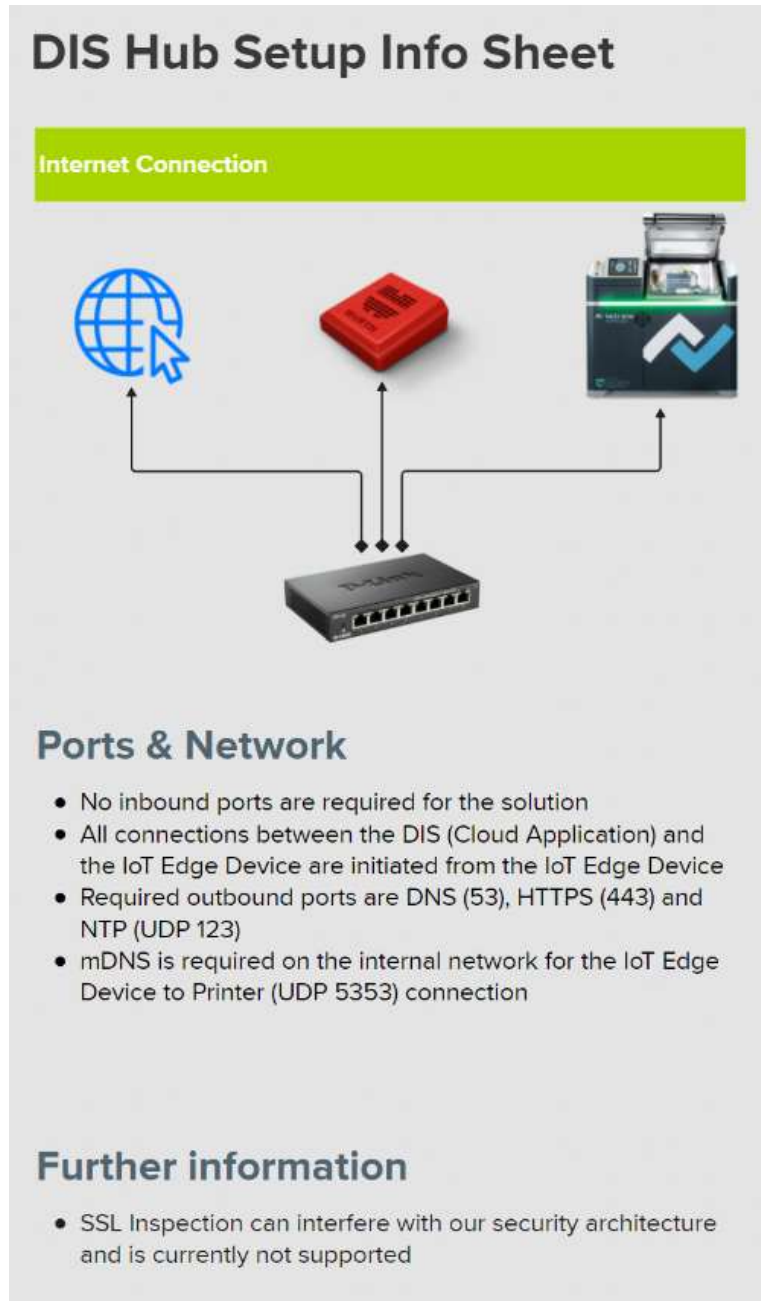 DIS Hub Setup Info Sheet
Internet Connection
D-Link
Ports & Network
● No inbound ports are required for the solution
● All connections between the DIS (Cloud Application) and
the IoT Edge Device are initiated from the IoT Edge Device
● Required outbound ports are DNS (53), HTTPS (443) and
NTP (UDP 123)
● mDNS is required on the internal network for the IoT Edge
Device to Printer (UDP 5353) connection
Further information
● SSL Inspection can interfere with our security architecture
and is currently not supported